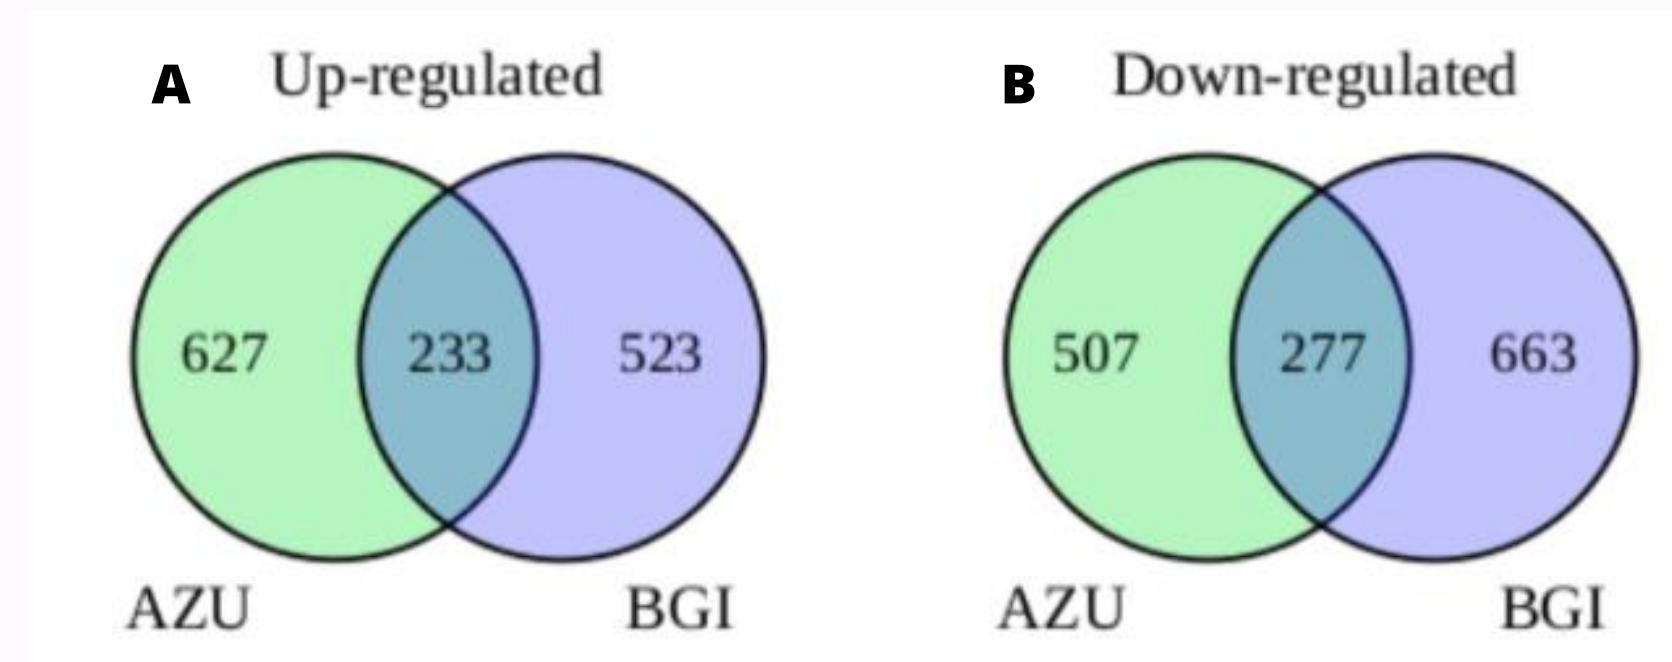 A Up-regulated
627 233 523
AZU BGI
B Down-regulated
507 277 663
AZU BGI